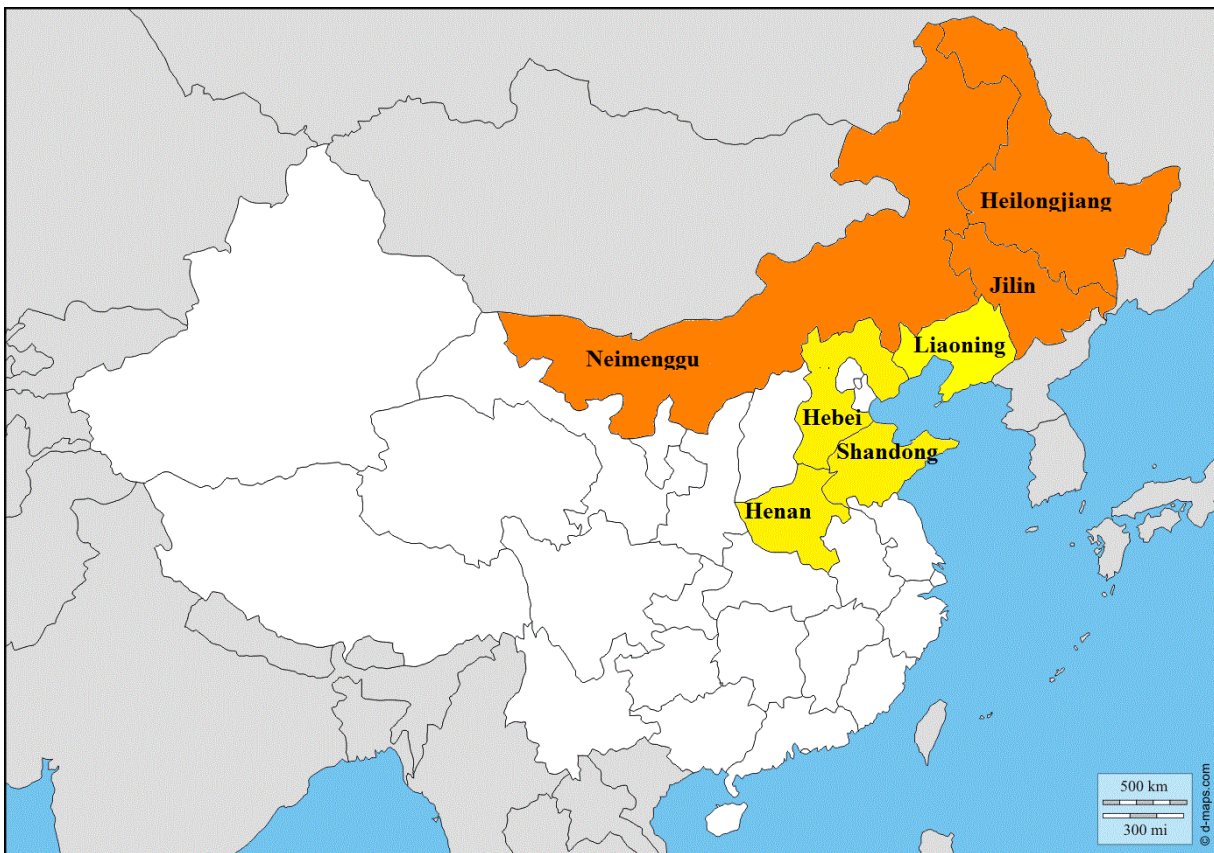 Heilongjiang
Jilin
Liaoning
Neimenggu
Hebei
Shandong
Henan
500 km
300 mi
© d-maps.com